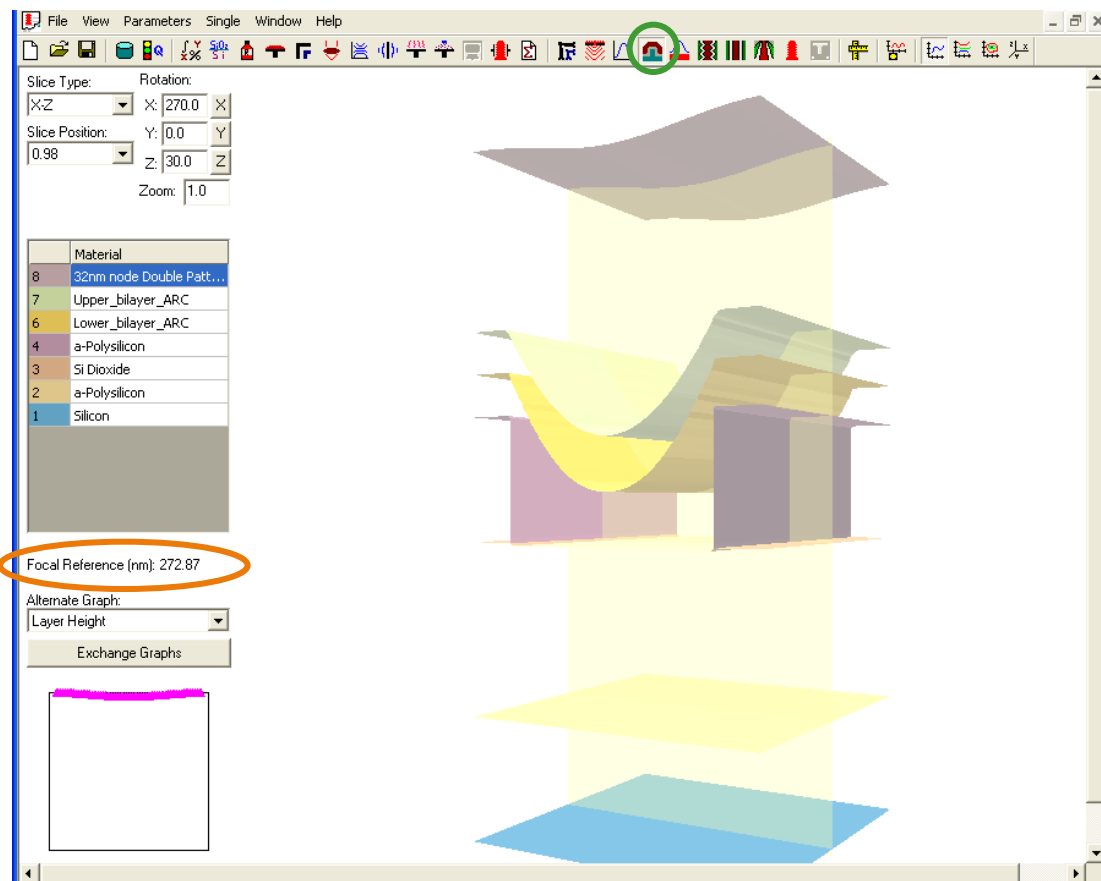 File View Parameters Single Window Help
Slice Type:
X-Z
Slice Position:
0.98
Rotation:
X: 270.0 X
Y: 0.0 Y
Z: 30.0 Z
Zoom: 1.0
Material
8 32nm node Double Patt...
7 Upper_bilayer_ARC
6 Lower_bilayer_ARC
4 a-Polysilicon
3 Si Dioxide
2 a-Polysilicon
1 Silicon
Focal Reference (nm): 272.87
Alternate Graph:
Layer Height
Exchange Graphs